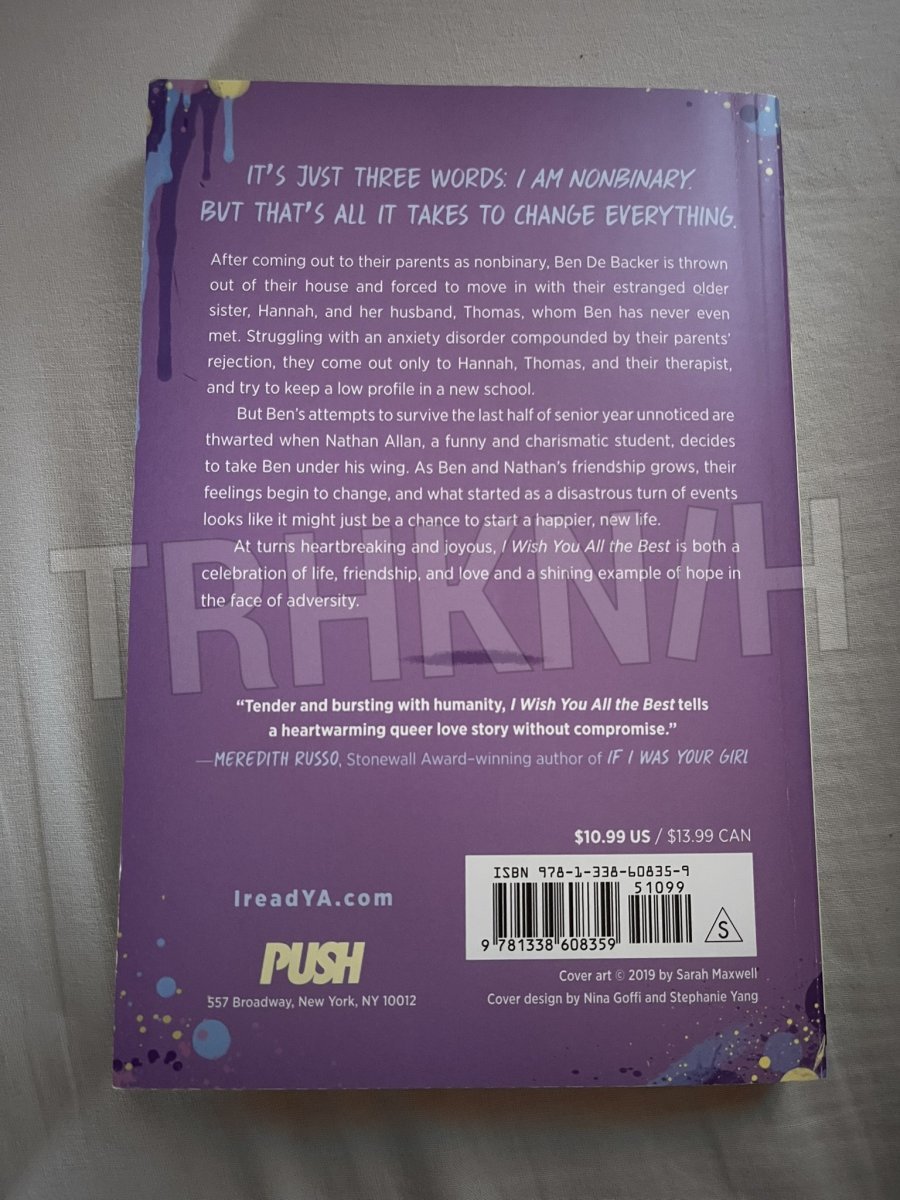 IT'S JUST THREE WORDS: I AM NONBINARY.
BUT THAT'S ALL IT TAKES TO CHANGE EVERYTHING.
After coming out to their parents as nonbinary, Ben De Backer is thrown
out of their house and forced to move in with their estranged older
sister, Hannah, and her husband, Thomas, whom Ben has never even
met. Struggling with an anxiety disorder compounded by their parents'
rejection, they come out only to Hannah, Thomas, and their therapist,
and try to keep a low profile in a new school.
But Ben's attempts to survive the last half of senior year unnoticed are
thwarted when Nathan Allan, a funny and charismatic student, decides
to take Ben under his wing. As Ben and Nathan's friendship grows, their
feelings begin to change, and what started as a disastrous turn of events
looks like it might just be a chance to start a happier, new life.
At turns heartbreaking and joyous, I Wish You All the Best is both a
celebration of life, friendship, and love and a shining example of hope in
the face of adversity.
TRHKN/H
“Tender and bursting with humanity, I Wish You All the Best tells
a heartwarming queer love story without compromise.”
—MEREDITH RUSSO, Stonewall Award–winning author of IF I WAS YOUR GIRL
$10.99 US / $13.99 CAN
ISBN 978-1-338-60835-9
51099
9 781338 608359
S
IreadYA.com
PUSH
557 Broadway, New York, NY 10012
Cover art © 2019 by Sarah Maxwell
Cover design by Nina Goffi and Stephanie Yang